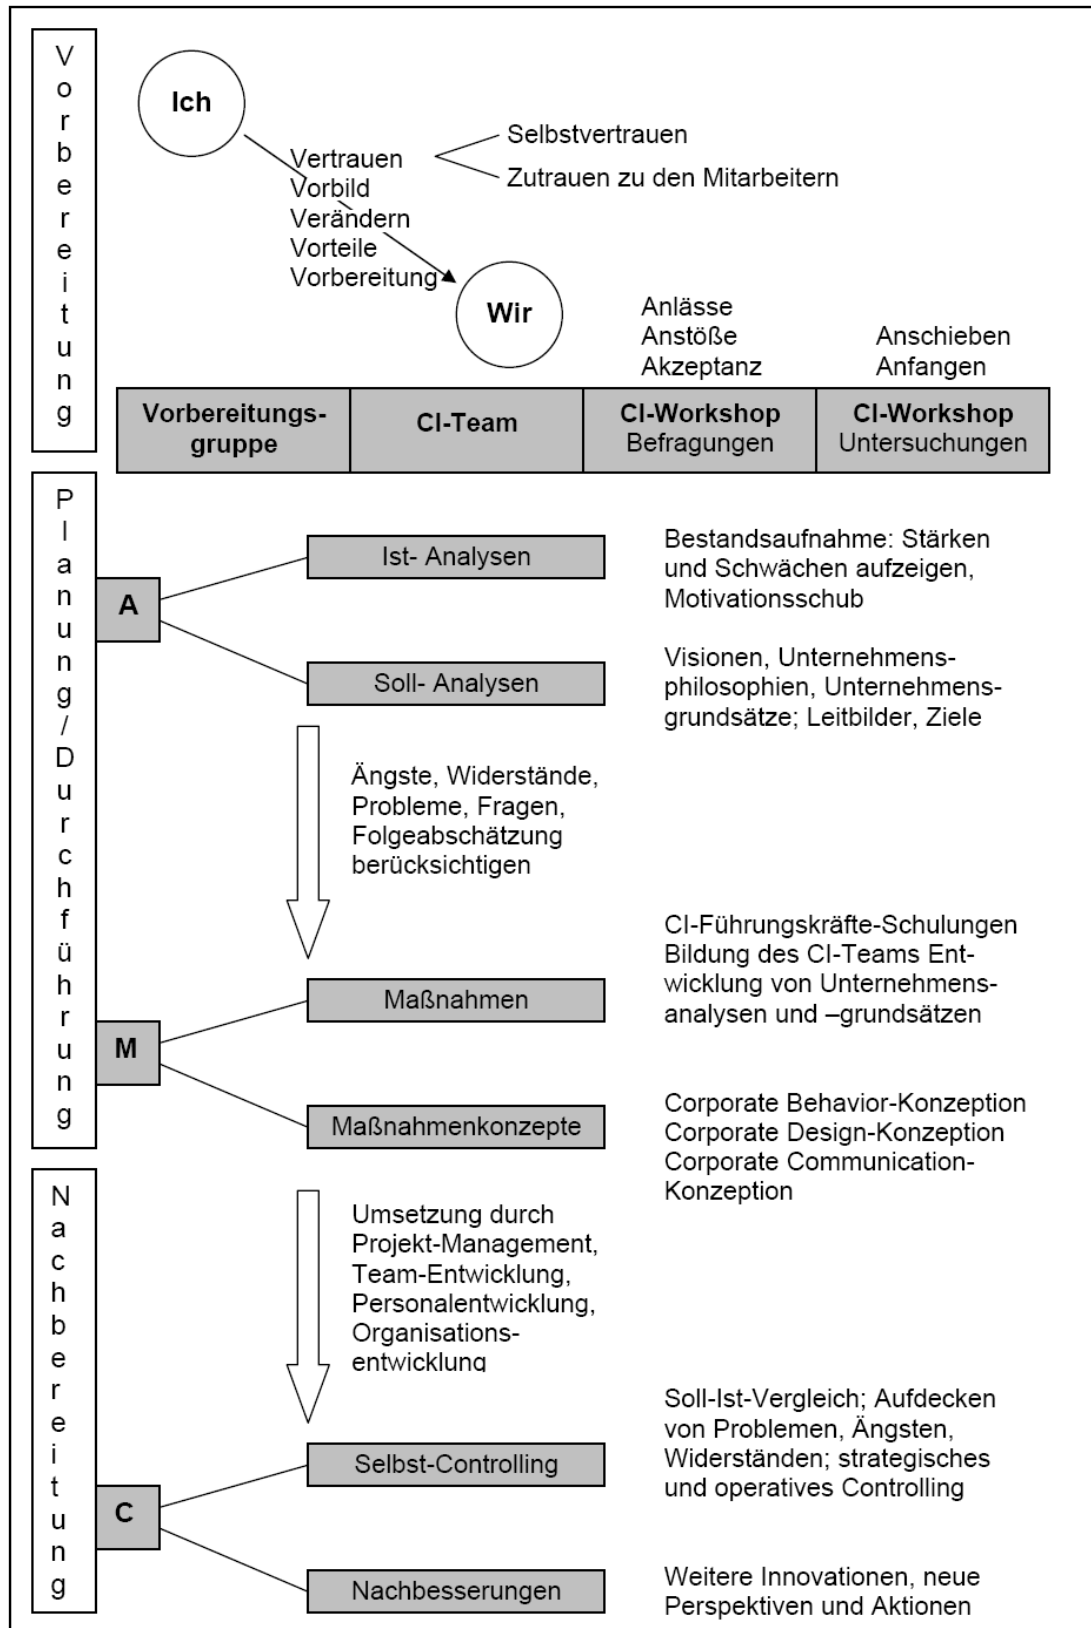 Vorbereitung
Ich
Selbstvertrauen
Vertrauen
Zutrauen zu den Mitarbeitern
Vorbild
Verändern
Vorteile
Vorbereitung
Wir
Anlässe
Anstöße
Akzeptanz
Anschieben
Anfangen
Vorbereitungs-
gruppe
CI-Team
CI-Workshop
Befragungen
CI-Workshop
Untersuchungen
Planung/Durchführung
A
Ist- Analysen
Bestandsaufnahme: Stärken
und Schwächen aufzeigen,
Motivationsschub
Soll- Analysen
Visionen, Unternehmens-
philosophien, Unternehmens-
grundsätze; Leitbilder, Ziele
Ängste, Widerstände,
Probleme, Fragen,
Folgeabschätzung
berücksichtigen
M
Maßnahmen
CI-Führungskräfte-Schulungen
Bildung des CI-Teams Ent-
wicklung von Unternehmens-
analysen und –grundsätzen
Maßnahmenkonzepte
Corporate Behavior-Konzeption
Corporate Design-Konzeption
Corporate Communication-
Konzeption
Nachbereitung
Umsetzung durch
Projekt-Management,
Team-Entwicklung,
Personalentwicklung,
Organisations-
entwicklung
C
Selbst-Controlling
Soll-Ist-Vergleich; Aufdecken
von Problemen, Ängsten,
Widerständen; strategisches
und operatives Controlling
Nachbesserungen
Weitere Innovationen, neue
Perspektiven und Aktionen